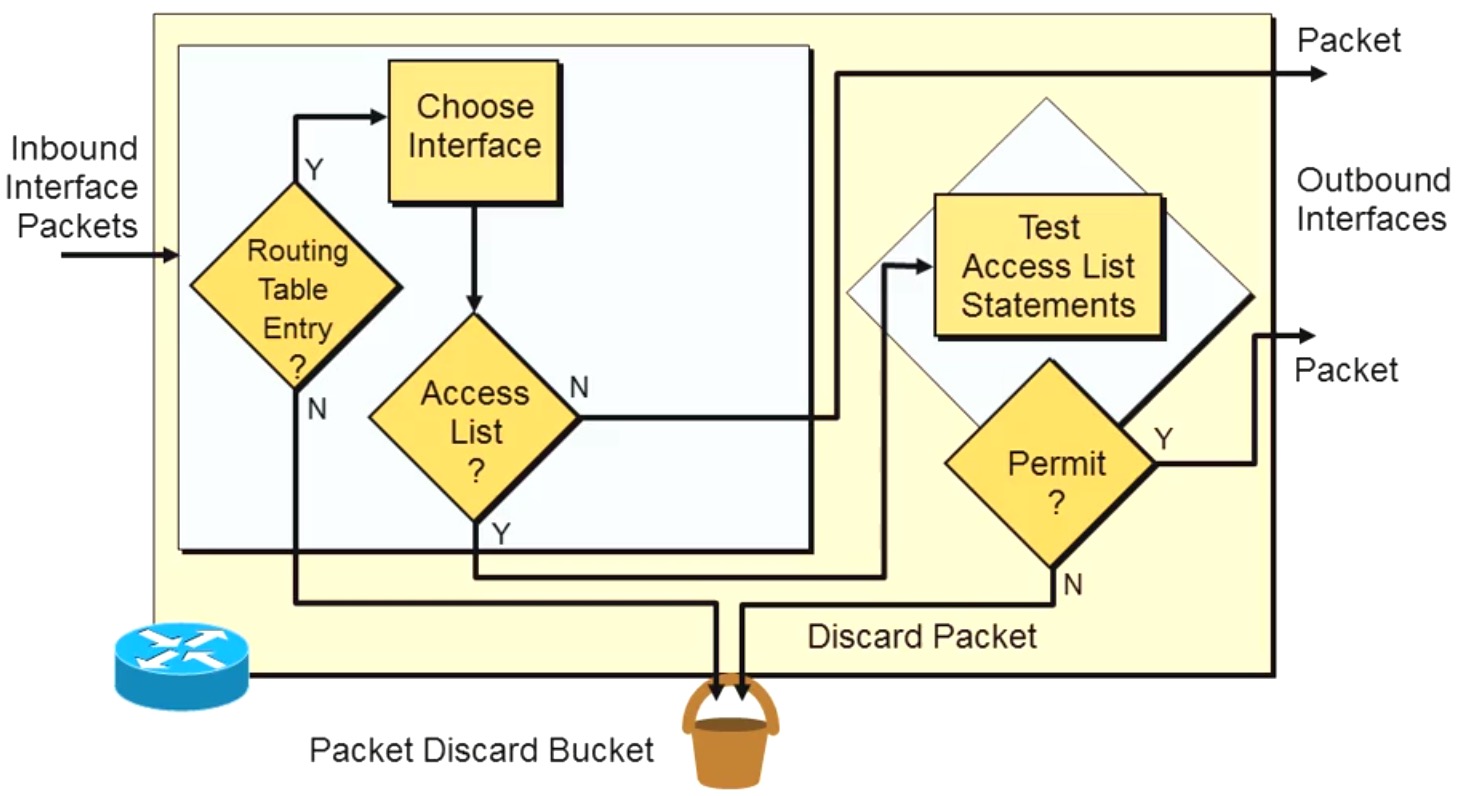 Inbound
Interface
Packets
Y
Routing
Table
Entry
?
N
Choose
Interface
Access
List
?
N
Y
Test
Access List
Statements
Permit
?
Y
N
Packet
Outbound
Interfaces
Packet
Discard Packet
Packet Discard Bucket